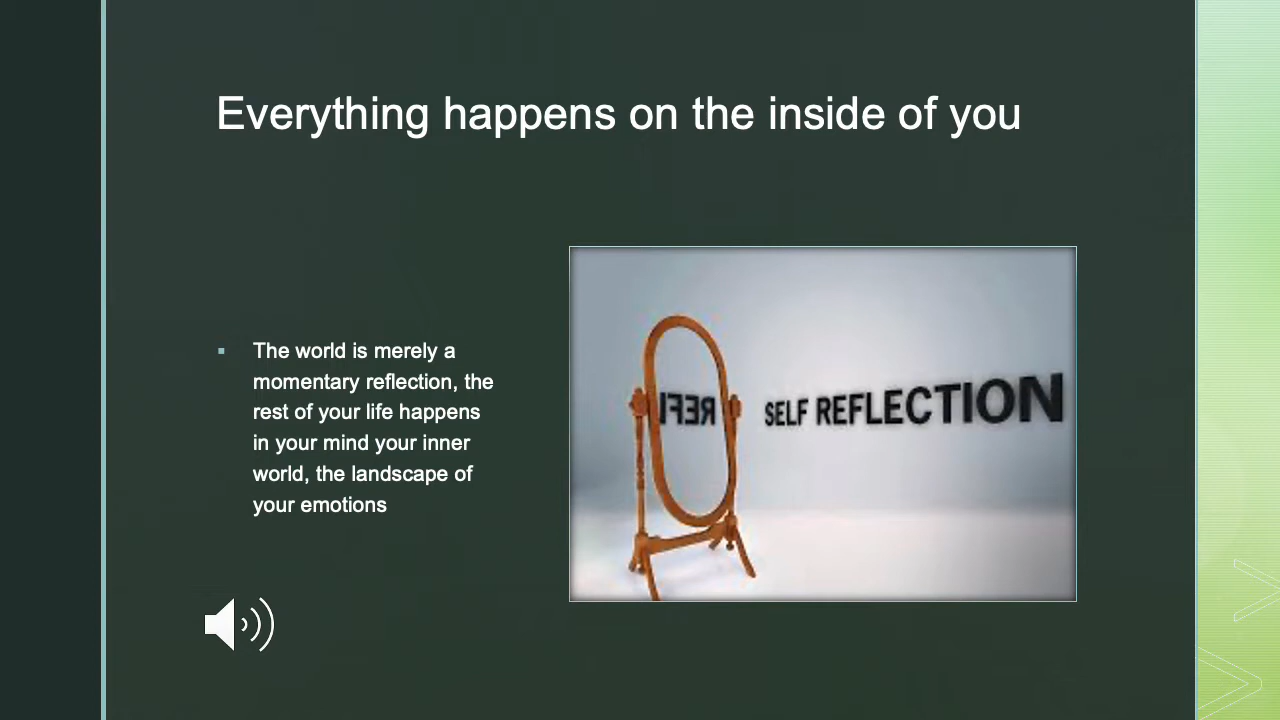 Everything happens on the inside of you
The world is merely a
momentary reflection, the
rest of your life happens
in your mind your inner
world, the landscape of
your emotions
REFL
SELF REFLECTION